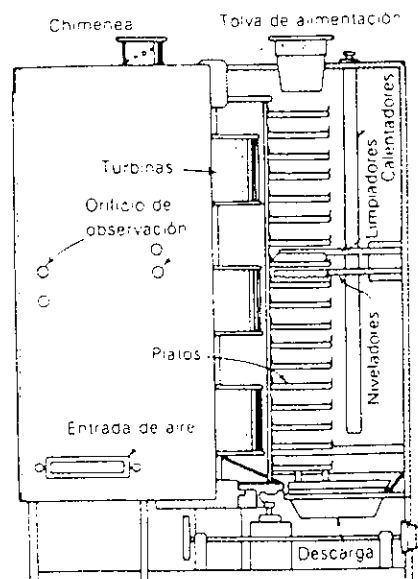 Chimenea
Tolva de alimentación
Turbinas
Orificio de
observación
Limpiadores
Calentadores
Platos
Niveladores
Entrada de aire
Descarga